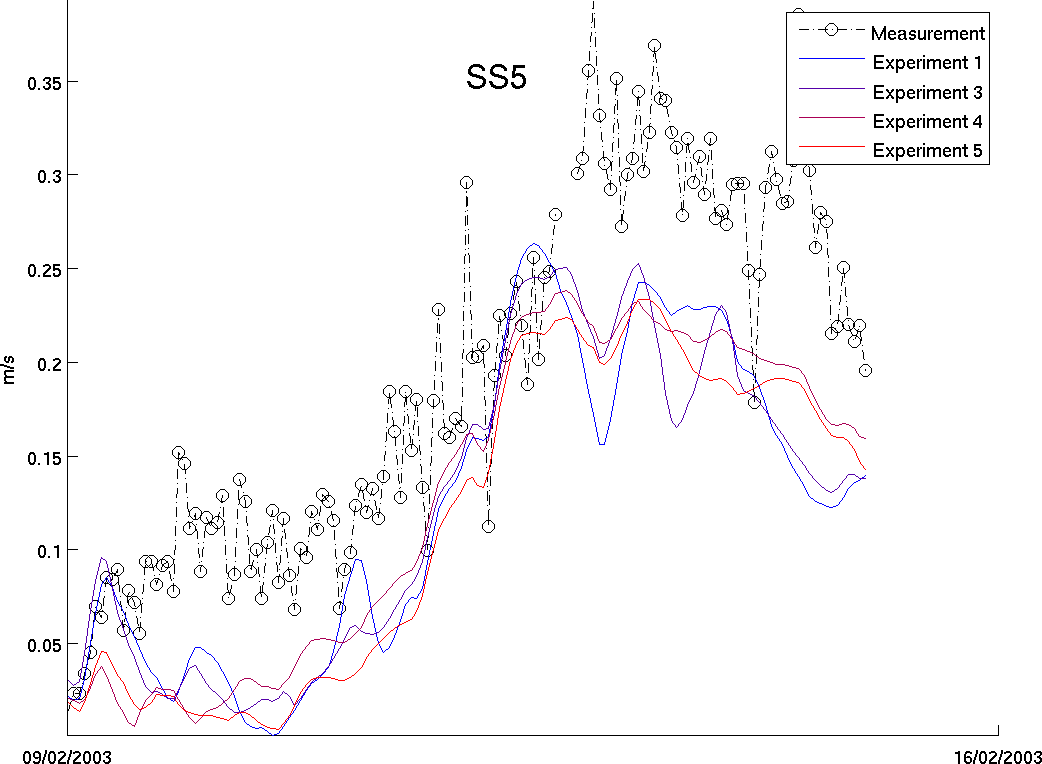 SS5
Measurement
Experiment 1
Experiment 3
Experiment 4
Experiment 5
0.35
0.3
0.25
0.2
0.15
0.1
0.05
m/s
09/02/2003
16/02/2003